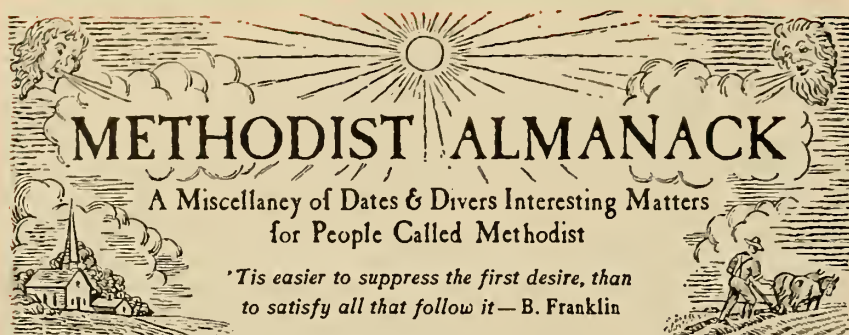 METHODIST ALMANACK
A Miscellany of Dates & Divers Interesting Matters
for People Called Methodist
'Tis easier to suppress the first desire, than
to satisfy all that follow it—B. Franklin